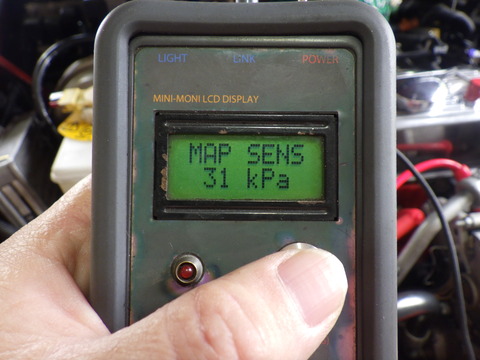 LIGHT LINK POWER
MINI-MONI LCD DISPLAY
MAP SENS
31 kPa